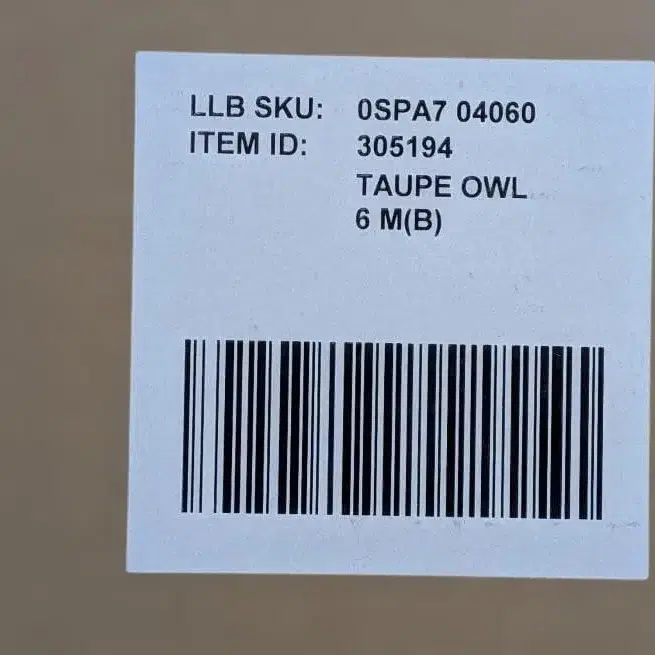 LLB SKU: 0SPA7 04060
ITEM ID: 305194
TAUPE OWL
6 M(B)